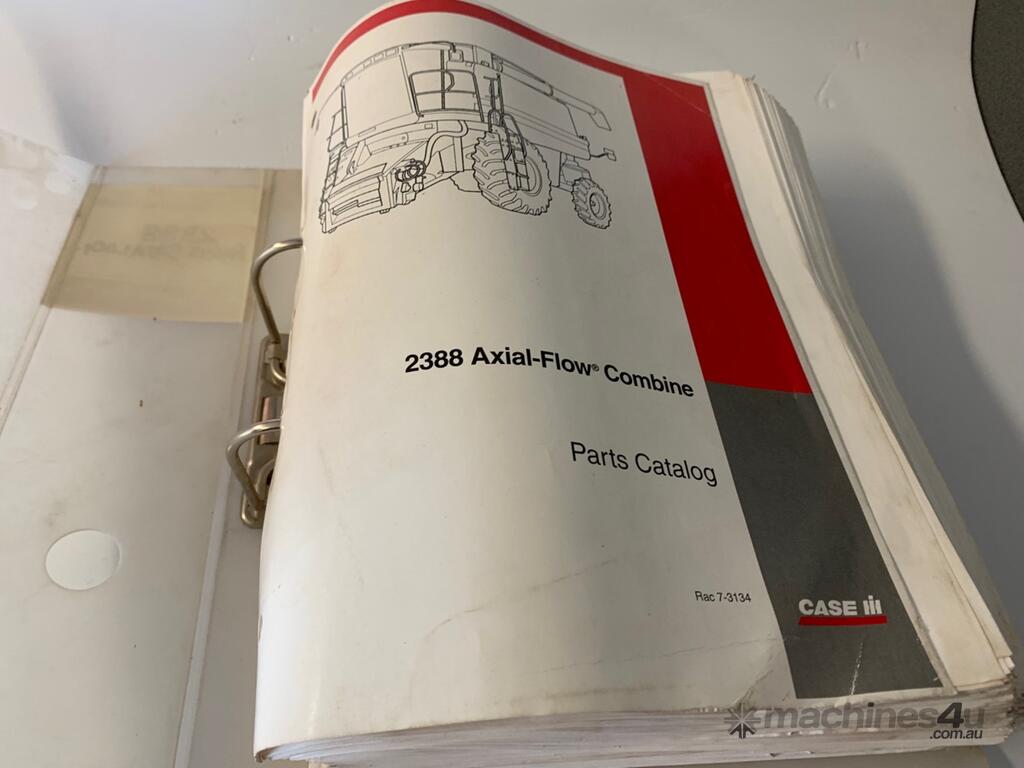 2388 Axial-Flow® Combine
Parts Catalog
Rac 7-3134
CASE IH
machines4u
.com.au